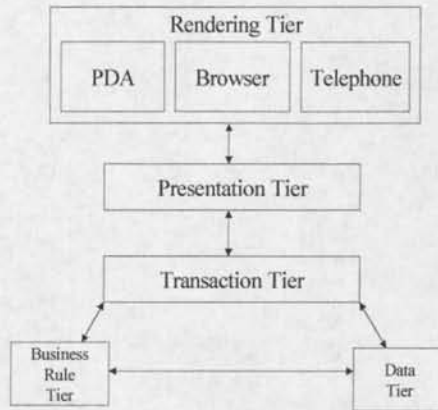 Rendering Tier
PDA
Browser
Telephone
Presentation Tier
Transaction Tier
Business
Rule
Tier
Data
Tier